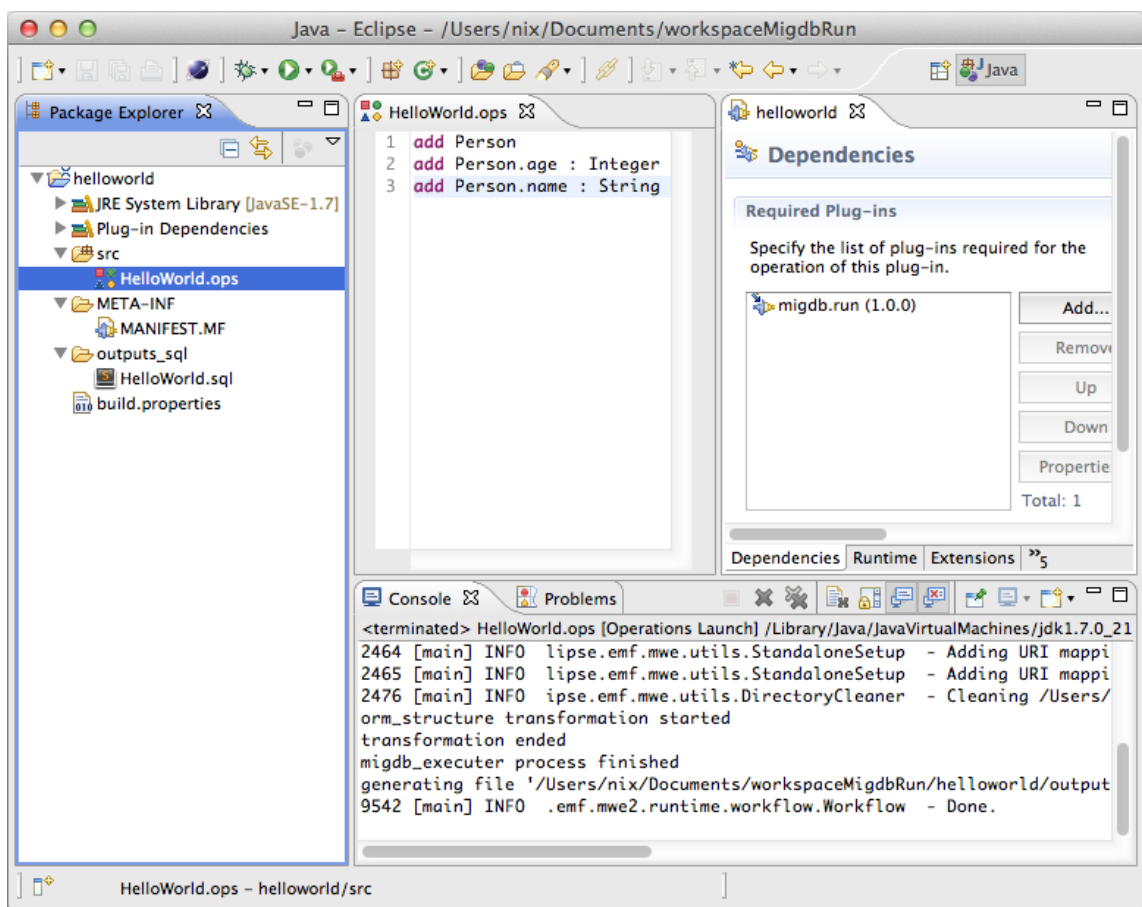 Java – Eclipse – /Users/nix/Documents/workspaceMigdbRun
Java
Package Explorer
helloworld
JRE System Library [JavaSE-1.7]
Plug-in Dependencies
src
HelloWorld.ops
META-INF
MANIFEST.MF
outputs_sql
HelloWorld.sql
build.properties
HelloWorld.ops
1 add Person
2 add Person.age : Integer
3 add Person.name : String
helloworld
Dependencies
Required Plug-ins
Specify the list of plug-ins required for the
operation of this plug-in.
migdb.run (1.0.0)
Add...
Remove
Up
Down
Propertie
Total: 1
Dependencies Runtime Extensions »5
Console Problems
<terminated> HelloWorld.ops [Operations Launch] /Library/Java/JavaVirtualMachines/jdk1.7.0_21
2464 [main] INFO  lipse.emf.mwe.utils.StandaloneSetup  - Adding URI mappi
2465 [main] INFO  lipse.emf.mwe.utils.StandaloneSetup  - Adding URI mappi
2476 [main] INFO  ipse.emf.mwe.utils.DirectoryCleaner  - Cleaning /Users/
orm_structure transformation started
transformation ended
migdb_executer process finished
generating file '/Users/nix/Documents/workspaceMigdbRun/helloworld/output
9542 [main] INFO  .emf.mwe2.runtime.workflow.Workflow  - Done.
HelloWorld.ops – helloworld/src